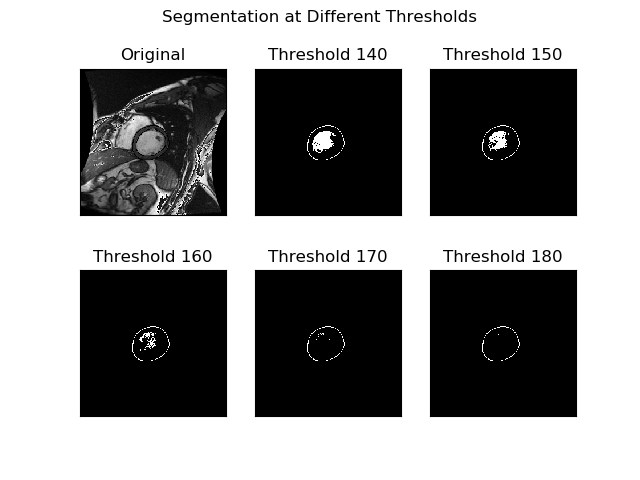 Segmentation at Different Thresholds
Original
Threshold 140
Threshold 150
Threshold 160
Threshold 170
Threshold 180